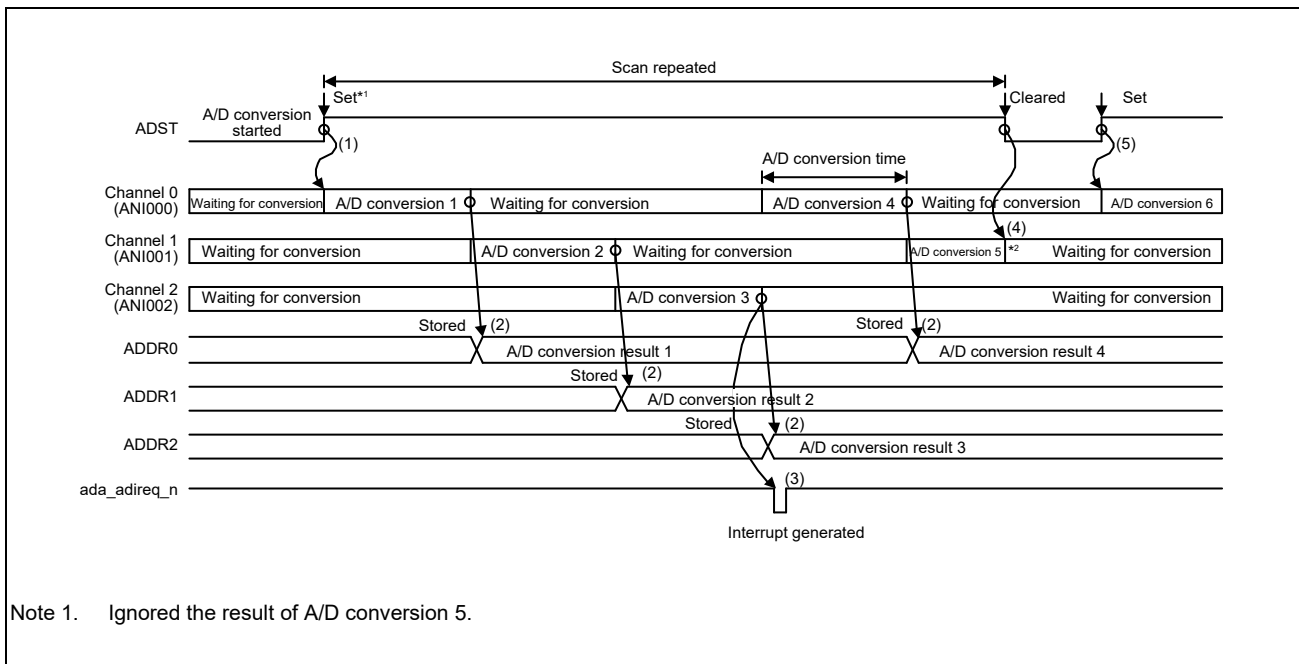 Scan repeated
Set*1
Cleared
Set
ADST
A/D conversion
started
(1)
(5)
A/D conversion time
Channel 0
(ANI000)
Waiting for conversion
A/D conversion 1
Waiting for conversion
A/D conversion 4
Waiting for conversion
A/D conversion 6
(4)
Channel 1
(ANI001)
Waiting for conversion
A/D conversion 2
Waiting for conversion
A/D conversion 5
*2
Waiting for conversion
Channel 2
(ANI002)
Waiting for conversion
A/D conversion 3
Waiting for conversion
Stored
(2)
Stored
(2)
ADDR0
A/D conversion result 1
A/D conversion result 4
Stored
(2)
ADDR1
A/D conversion result 2
Stored
(2)
ADDR2
A/D conversion result 3
ada_adireq_n
(3)
Interrupt generated
Note 1. Ignored the result of A/D conversion 5.